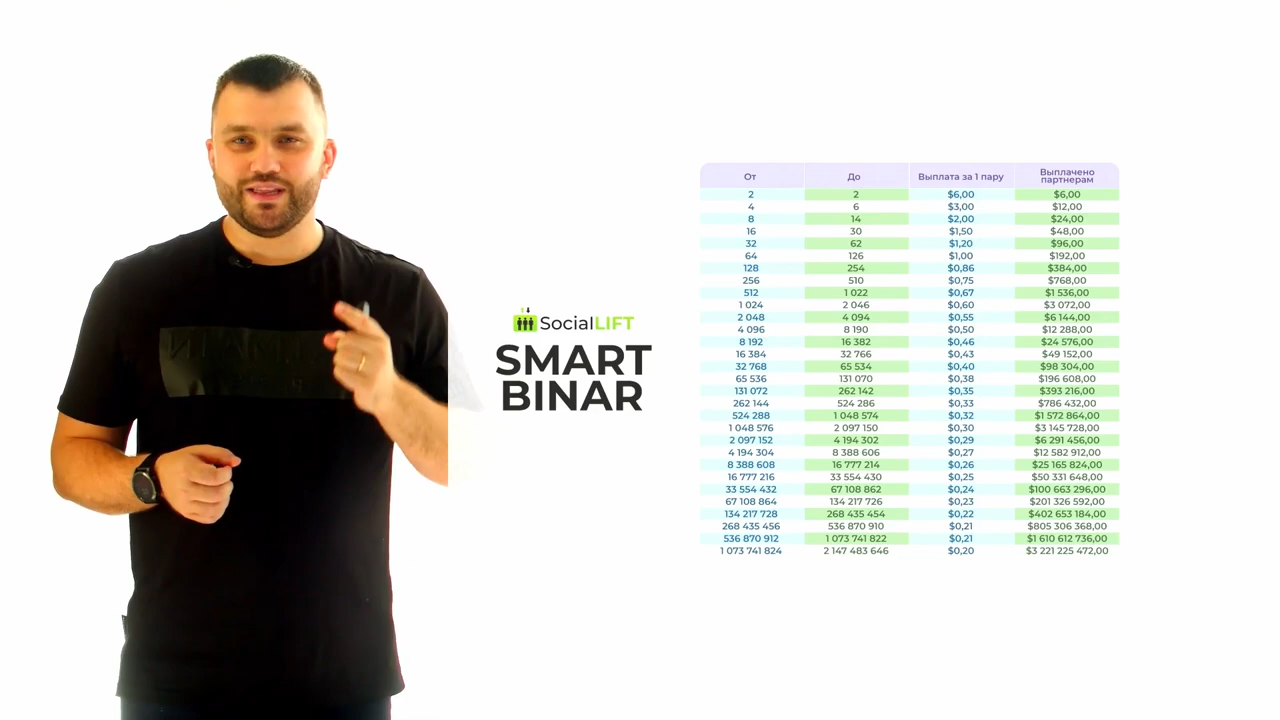 SocialLIFT
SMART
BINAR
От До Выплата за 1 пару Выплачено партнерам
2 2 $6,00 $6,00
4 6 $3,00 $12,00
8 14 $2,00 $24,00
16 30 $1,50 $48,00
32 62 $1,20 $96,00
64 126 $1,00 $192,00
128 254 $0,86 $384,00
256 510 $0,75 $768,00
512 1 022 $0,67 $1 536,00
1 024 2 046 $0,60 $3 072,00
2 048 4 094 $0,55 $6 144,00
4 096 8 190 $0,50 $12 288,00
8 192 16 382 $0,46 $24 576,00
16 384 32 766 $0,43 $49 152,00
32 768 65 534 $0,40 $98 304,00
65 536 131 070 $0,38 $196 608,00
131 072 262 142 $0,35 $393 216,00
262 144 524 286 $0,33 $786 432,00
524 288 1 048 574 $0,32 $1 572 864,00
1 048 576 2 097 150 $0,30 $3 145 728,00
2 097 152 4 194 302 $0,29 $6 291 456,00
4 194 304 8 388 606 $0,27 $12 582 912,00
8 388 608 16 777 214 $0,26 $25 165 824,00
16 777 216 33 554 430 $0,25 $50 331 648,00
33 554 432 67 108 862 $0,24 $100 663 296,00
67 108 864 134 217 726 $0,23 $201 326 592,00
134 217 728 268 435 454 $0,22 $402 653 184,00
268 435 456 536 870 910 $0,21 $805 306 368,00
536 870 912 1 073 741 822 $0,21 $1 610 612 736,00
1 073 741 824 2 147 483 646 $0,20 $3 221 225 472,00